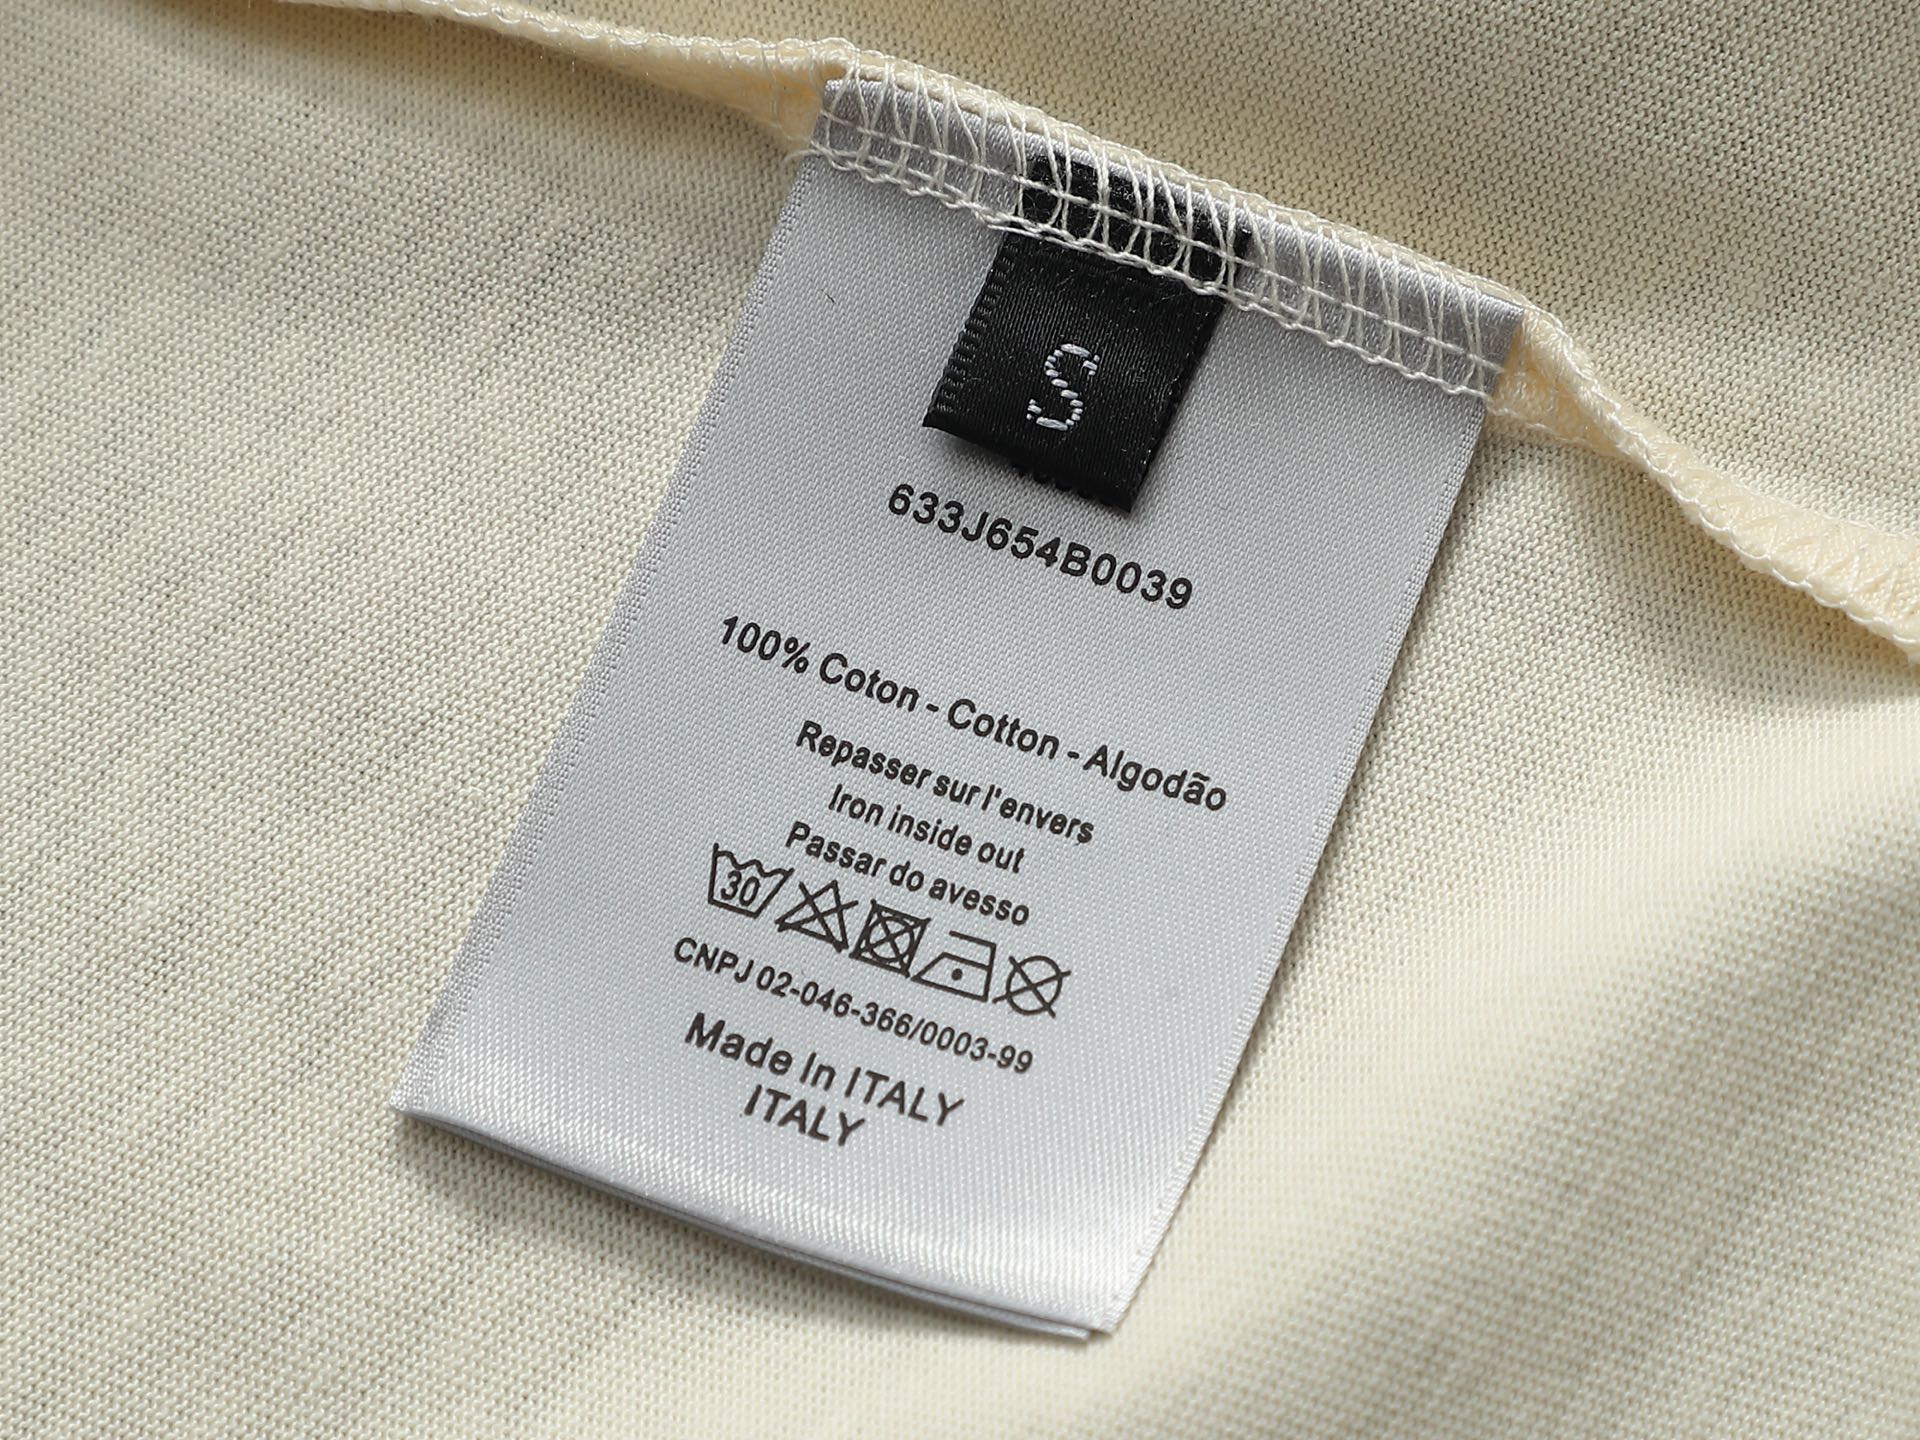 S
633J654B0039
100% Coton - Cotton - Algodão
Repasser sur l'envers
Iron inside out
Passar do avesso
30
CNPJ 02-046-366/0003-99
Made In ITALY
ITALY